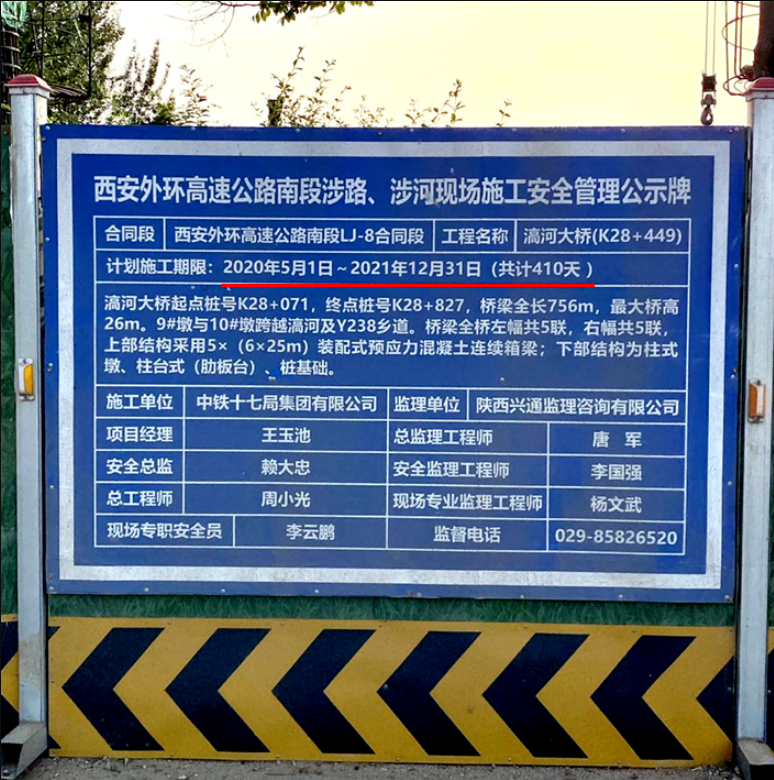 西安外环高速公路南段涉路、涉河现场施工安全管理公示牌
合同段 西安外环高速公路南段LJ-8合同段 工程名称 滈河大桥(K28+449)
计划施工期限：2020年5月1日～2021年12月31日（共计410天）
滈河大桥起点桩号K28+071，终点桩号K28+827，桥梁全长756m，最大桥高
26m。9#墩与10#墩跨越滈河及Y238乡道。桥梁全桥左幅共5联，右幅共5联，
上部结构采用5×（6×25m）装配式预应力混凝土连续箱梁；下部结构为柱式
墩、柱台式（肋板台）、桩基础。
施工单位 中铁十七局集团有限公司 监理单位 陕西兴通监理咨询有限公司
项目经理 王玉池 总监理工程师 唐 军
安全总监 赖大忠 安全监理工程师 李国强
总工程师 周小光 现场专业监理工程师 杨文武
现场专职安全员 李云鹏 监督电话 029-85826520